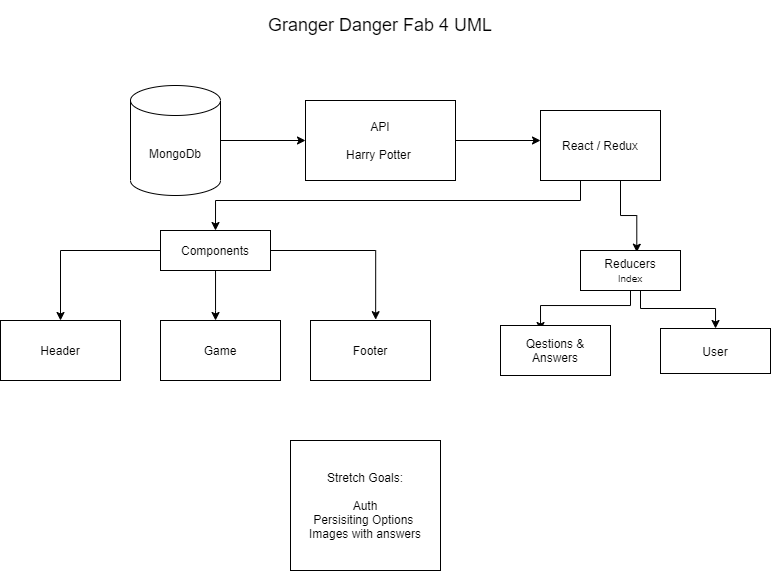 Granger Danger Fab 4 UML
MongoDb
API
Harry Potter
React / Redux
Components
Reducers
Index
Header
Game
Footer
Qestions &
Answers
User
Stretch Goals:
Auth
Persisiting Options
Images with answers